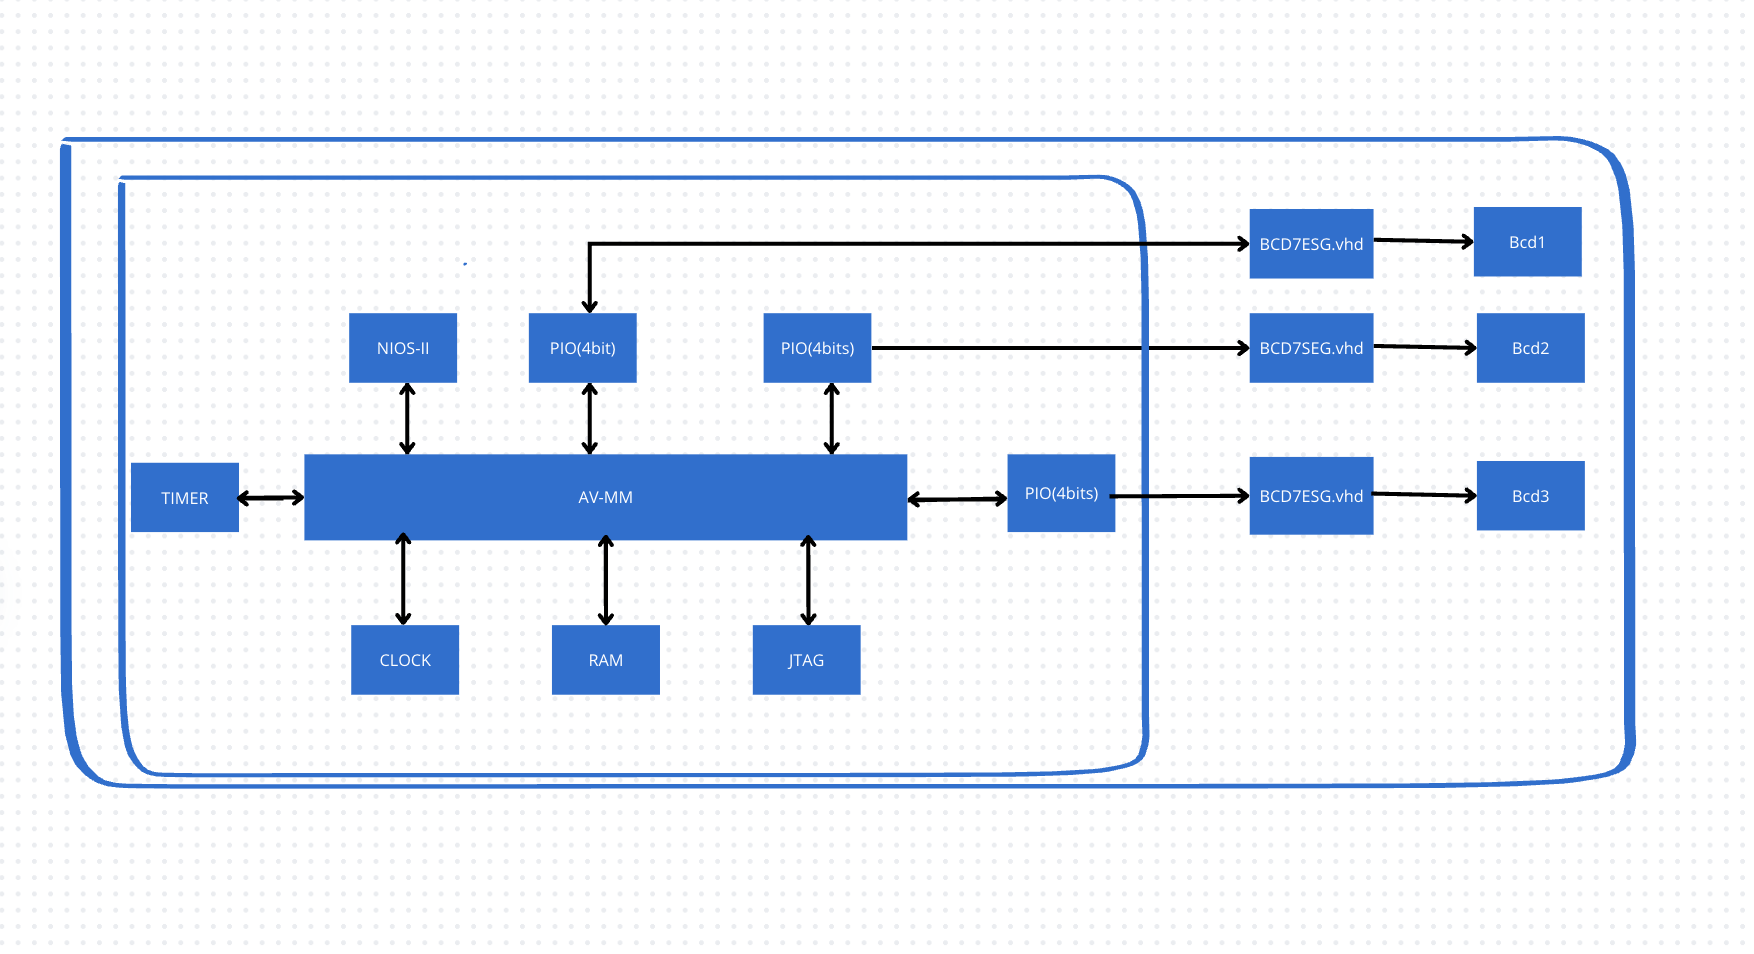 BCD7ESG.vhd
Bcd1
NIOS-II
PIO(4bit)
PIO(4bits)
BCD7SEG.vhd
Bcd2
TIMER
AV-MM
PIO(4bits)
BCD7ESG.vhd
Bcd3
CLOCK
RAM
JTAG